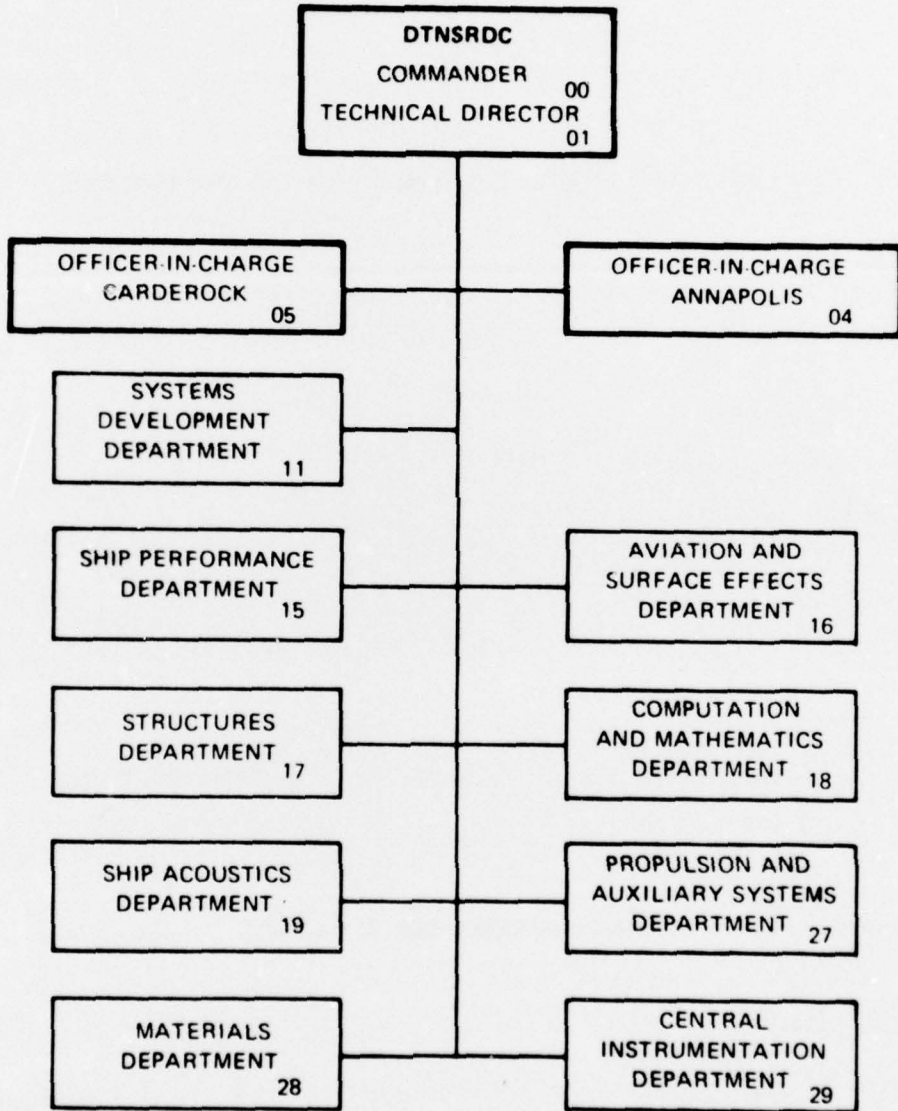 DTNSRDC
COMMANDER
00
TECHNICAL DIRECTOR
01
OFFICER-IN-CHARGE
CARDEROCK
05
OFFICER-IN-CHARGE
ANNAPOLIS
04
SYSTEMS
DEVELOPMENT
DEPARTMENT
11
SHIP PERFORMANCE
DEPARTMENT
15
AVIATION AND
SURFACE EFFECTS
DEPARTMENT
16
STRUCTURES
DEPARTMENT
17
COMPUTATION
AND MATHEMATICS
DEPARTMENT
18
SHIP ACOUSTICS
DEPARTMENT
19
PROPULSION AND
AUXILIARY SYSTEMS
DEPARTMENT
27
MATERIALS
DEPARTMENT
28
CENTRAL
INSTRUMENTATION
DEPARTMENT
29